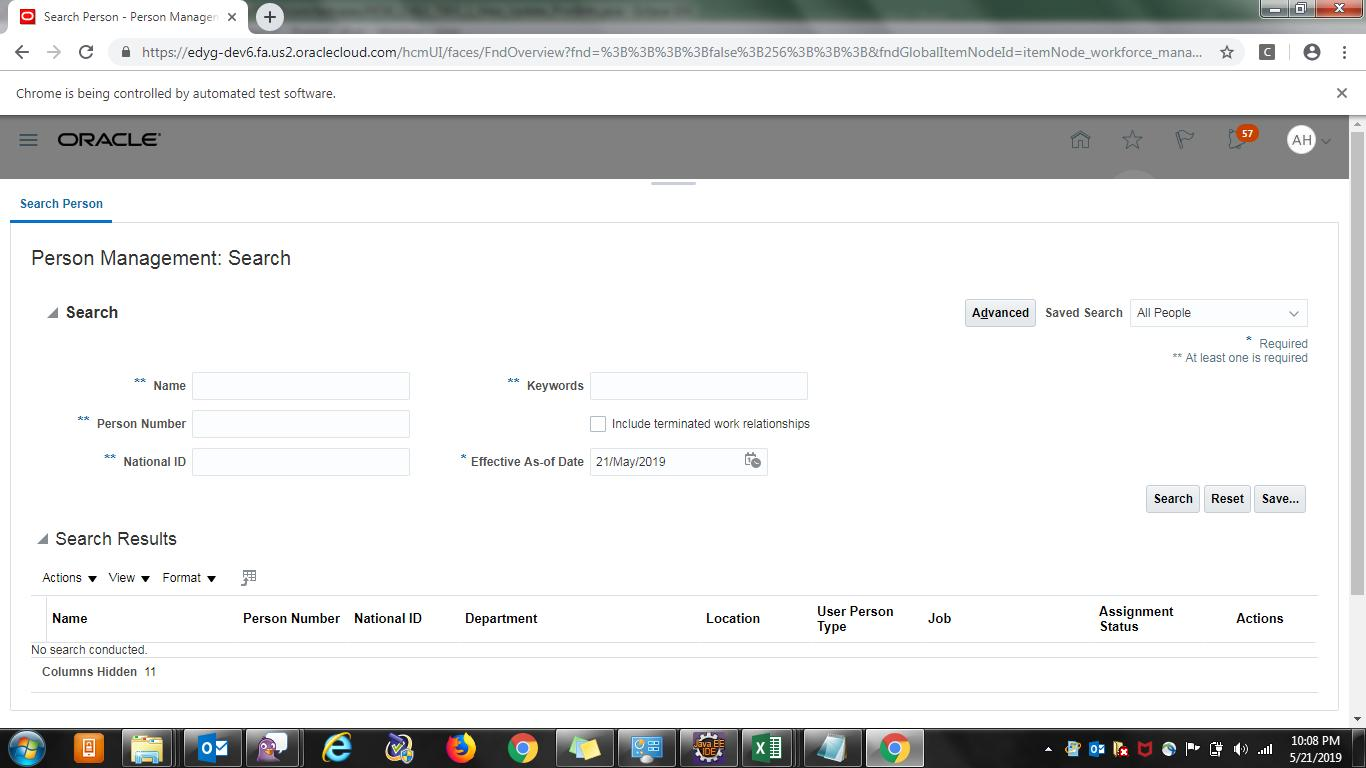 Search Person - Person Managen
https://edyg-dev6.fa.us2.oraclecloud.com/hcmUI/faces/FndOverview?fnd=%3B%3B%3B%3Bfalse%3B256%3B%3B%3B&fndGlobalItemNodeId=itemNode_workforce_mana...
C
Chrome is being controlled by automated test software.
ORACLE
57
AH
Search Person
Person Management: Search
Search
Advanced Saved Search All People
* Required
** At least one is required
** Name
** Keywords
** Person Number
Include terminated work relationships
** National ID
* Effective As-of Date 21/May/2019
Search Reset Save...
Search Results
Actions View Format
Name Person Number National ID Department Location User Person Type Job Assignment Status Actions
No search conducted.
Columns Hidden 11
Java EE
IDE
10:08 PM
5/21/2019